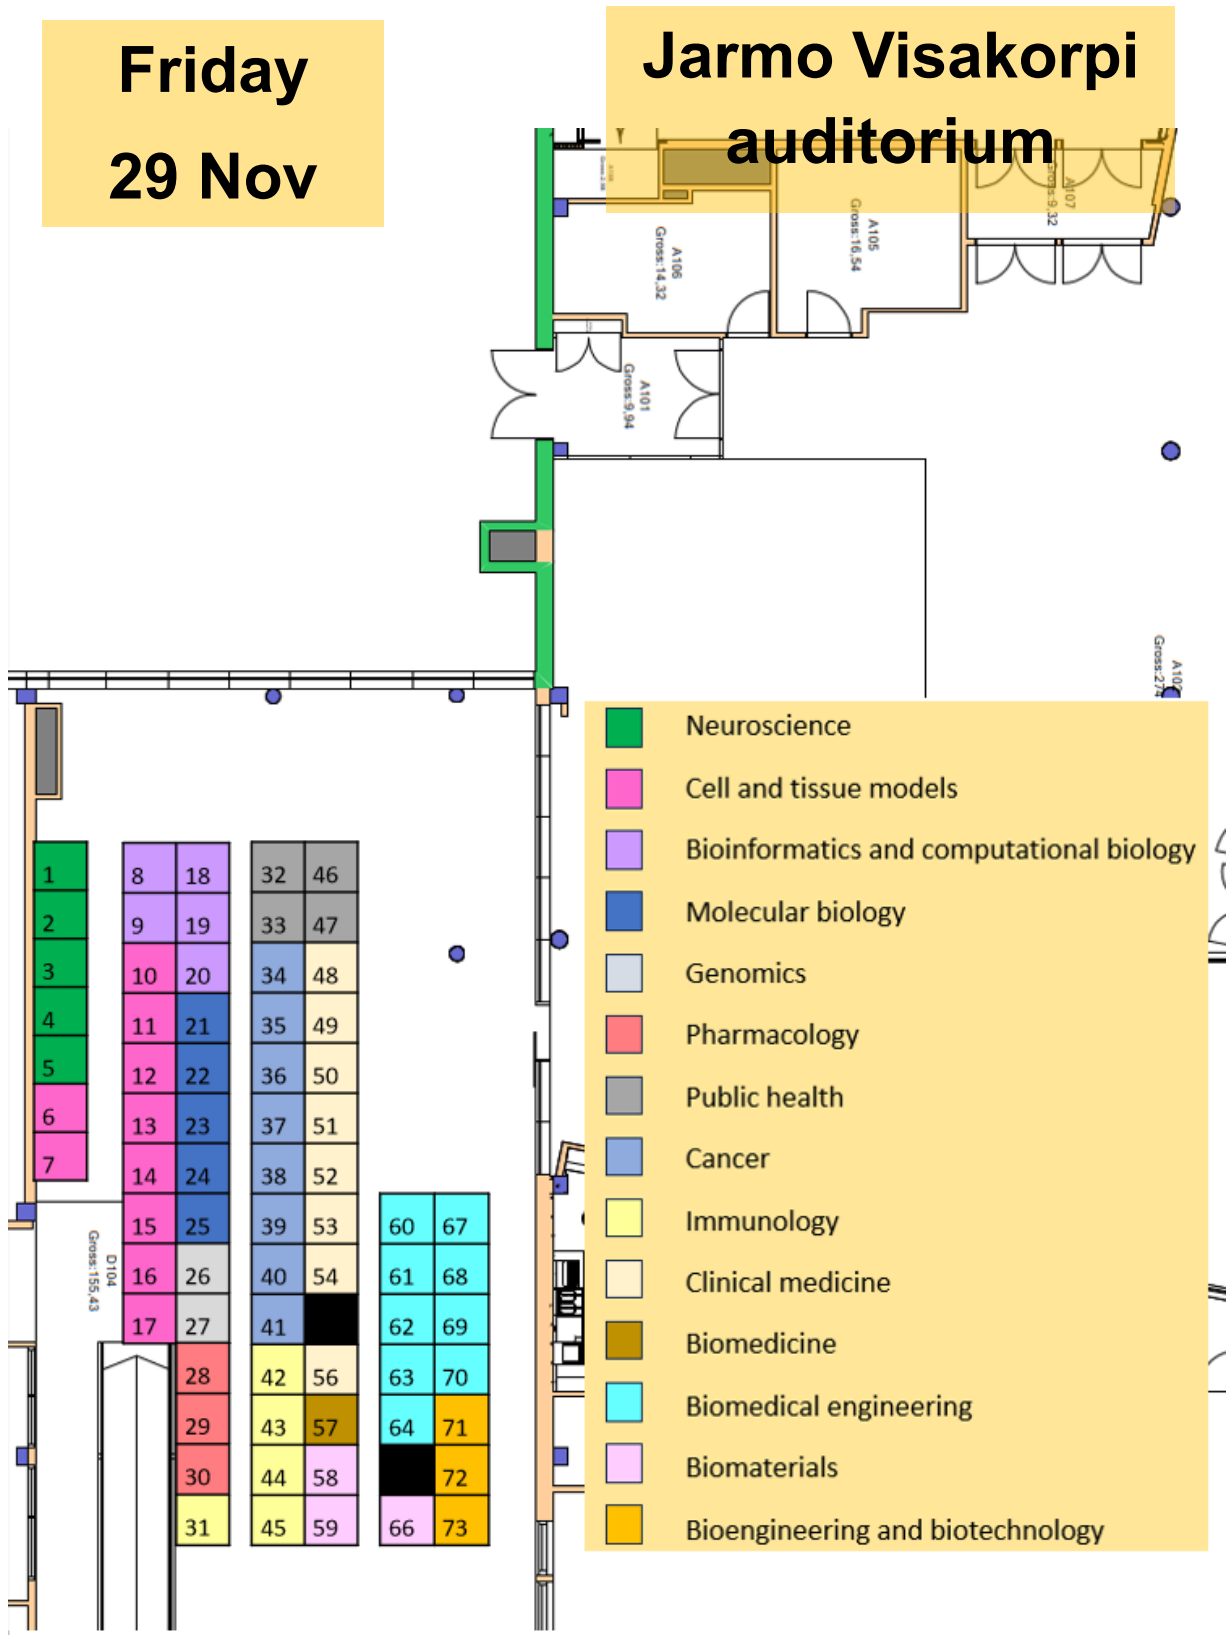 Friday
29 Nov
Jarmo Visakorpi
auditorium
A107
Gross:9,32
A105
Gross:16,54
A106
Gross:14,32
A101
Gross:9,94
Gross:274
Neuroscience
Cell and tissue models
Bioinformatics and computational biology
Molecular biology
Genomics
Pharmacology
Public health
Cancer
Immunology
Clinical medicine
Biomedicine
Biomedical engineering
Biomaterials
Bioengineering and biotechnology
1
2
3
4
5
6
7
8 18
9 19
10 20
11 21
12 22
13 23
14 24
15 25
16 26
17 27
28
29
30
31
32 46
33 47
34 48
35 49
36 50
37 51
38 52
39 53
40 54
41
42 56
43 57
44 58
45 59
60 67
61 68
62 69
63 70
64 71
72
66 73
D104
Gross:155,43